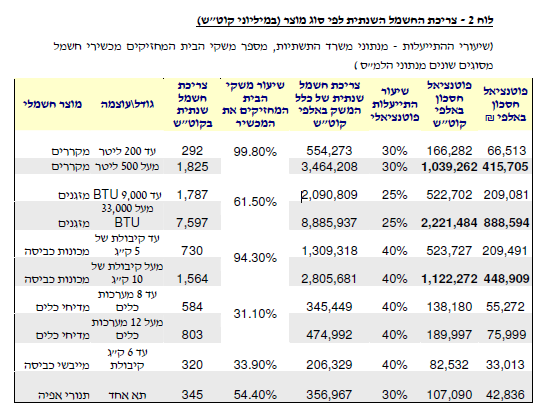 לוח 2 - צריכת החשמל השנתית לפי סוג מוצר (במיליוני קוט״ש)
(שיעורי ההתייעלות - מנתוני משרד התשתיות, מספר משקי הבית המחזיקים מכשירי חשמל
מסוגים שונים מנתוני הלמ״ס )
מוצר חשמלי גודל/עוצמה צריכת חשמל שנתית בקוט״ש שיעור משקי הבית המחזיקים את המכשיר צריכת חשמל שנתית של כלל המשק באלפי קוט״ש שיעור התייעלות פוטנציאלי פוטנציאל חסכון באלפי קוט״ש פוטנציאל חסכון באלפי ₪
מקררים עד 200 ליטר 292 99.80% 554,273 30% 166,282 66,513
מקררים מעל 500 ליטר 1,825 3,464,208 30% 1,039,262 415,705
מזגנים עד 9,000 BTU 1,787 61.50% 2,090,809 25% 522,702 209,081
מזגנים מעל 33,000 BTU 7,597 8,885,937 25% 2,221,484 888,594
מכונות כביסה עד קיבולת של 5 ק״ג 730 94.30% 1,309,318 40% 523,727 209,491
מכונות כביסה מעל קיבולת של 10 ק״ג 1,564 2,805,681 40% 1,122,272 448,909
מדיחי כלים עד 8 מערכות כלים 584 31.10% 345,449 40% 138,180 55,272
מדיחי כלים מעל 12 מערכות כלים 803 474,992 40% 189,997 75,999
מייבשי כביסה עד 6 ק״ג קיבולת 320 33.90% 206,329 40% 82,532 33,013
תנורי אפיה תא אחד 345 54.40% 356,967 30% 107,090 42,836